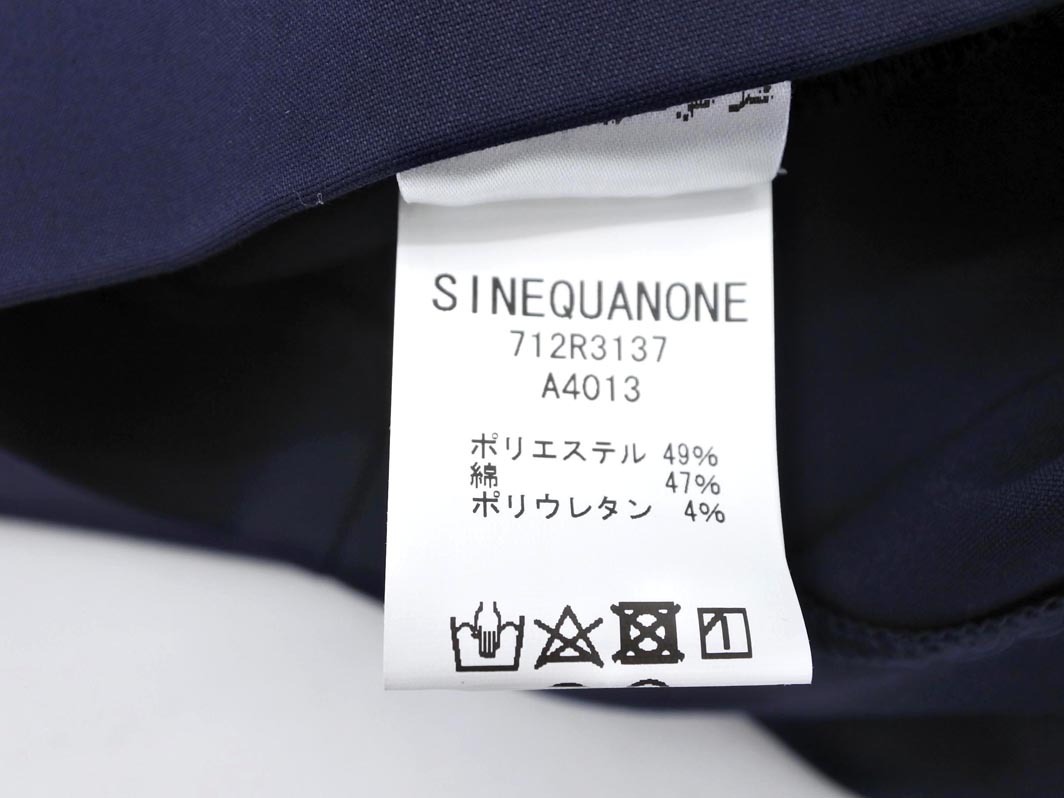 SINEQUANONE
712R3137
A4013
ポリエステル 49%
綿 47%
ポリウレタン 4%